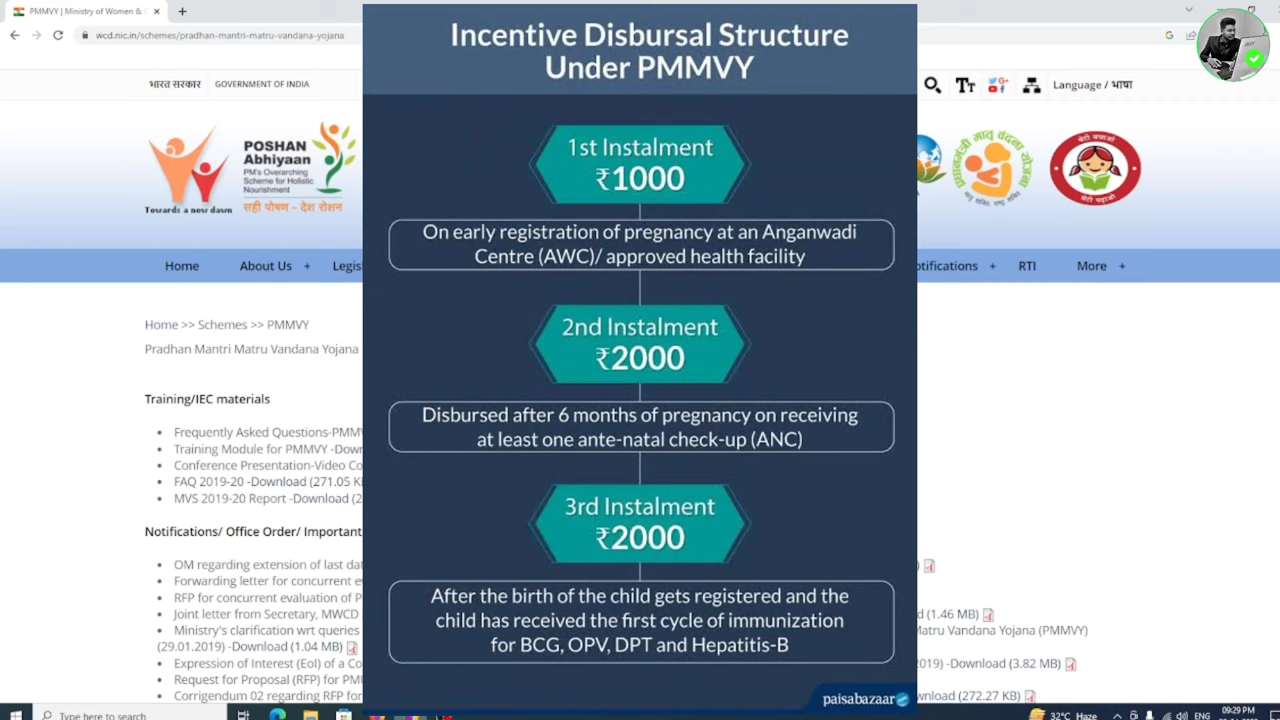 PMMVY | Ministry of Women & C
wcd.nic.in/schemes/pradhan-mantri-matru-vandana-yojana
भारत सरकार GOVERNMENT OF INDIA
Language / भाषा
Towards a new dawn
POSHAN
Abhiyaan
PM's Overarching
Scheme for Holistic
Nourishment
सही पोषण - देश रोशन
Home About Us + Legis
otifications + RTI More +
Home >> Schemes >> PMMVY
Pradhan Mantri Matru Vandana Yojana
Training/IEC materials
Frequently Asked Questions-PMMV
Training Module for PMMVY -Down
Conference Presentation-Video Co
FAQ 2019-20 -Download (271.05 KB
MVS 2019-20 Report -Download (2
Notifications/ Office Order/ Important
OM regarding extension of last dat
Forwarding letter for concurrent e
RFP for concurrent evaluation of P
Joint letter from Secretary, MWCD
(1.46 MB)
Ministry's clarification wrt queries
Matru Vandana Yojana (PMMVY)
(29.01.2019) -Download (1.04 MB)
Expression of Interest (EoI) of a Co
2019) -Download (3.82 MB)
Request for Proposal (RFP) for PMM
Corrigendum 02 regarding RFP for
wnload (272.27 KB)
Incentive Disbursal Structure
Under PMMVY
1st Instalment
₹1000
On early registration of pregnancy at an Anganwadi
Centre (AWC)/ approved health facility
2nd Instalment
₹2000
Disbursed after 6 months of pregnancy on receiving
at least one ante-natal check-up (ANC)
3rd Instalment
₹2000
After the birth of the child gets registered and the
child has received the first cycle of immunization
for BCG, OPV, DPT and Hepatitis-B
paisabazaar
Type here to search
32°C Haze ENG 09:29 PM